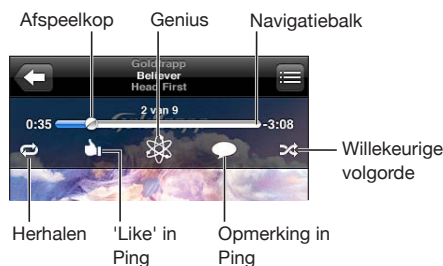 Afspeelkop
Genius
Navigatiebalk
Goldfrapp
Believer
Head First
2 van 9
0:35
-3:08
Willekeurige
volgorde
Herhalen
'Like' in
Ping
Opmerking in
Ping